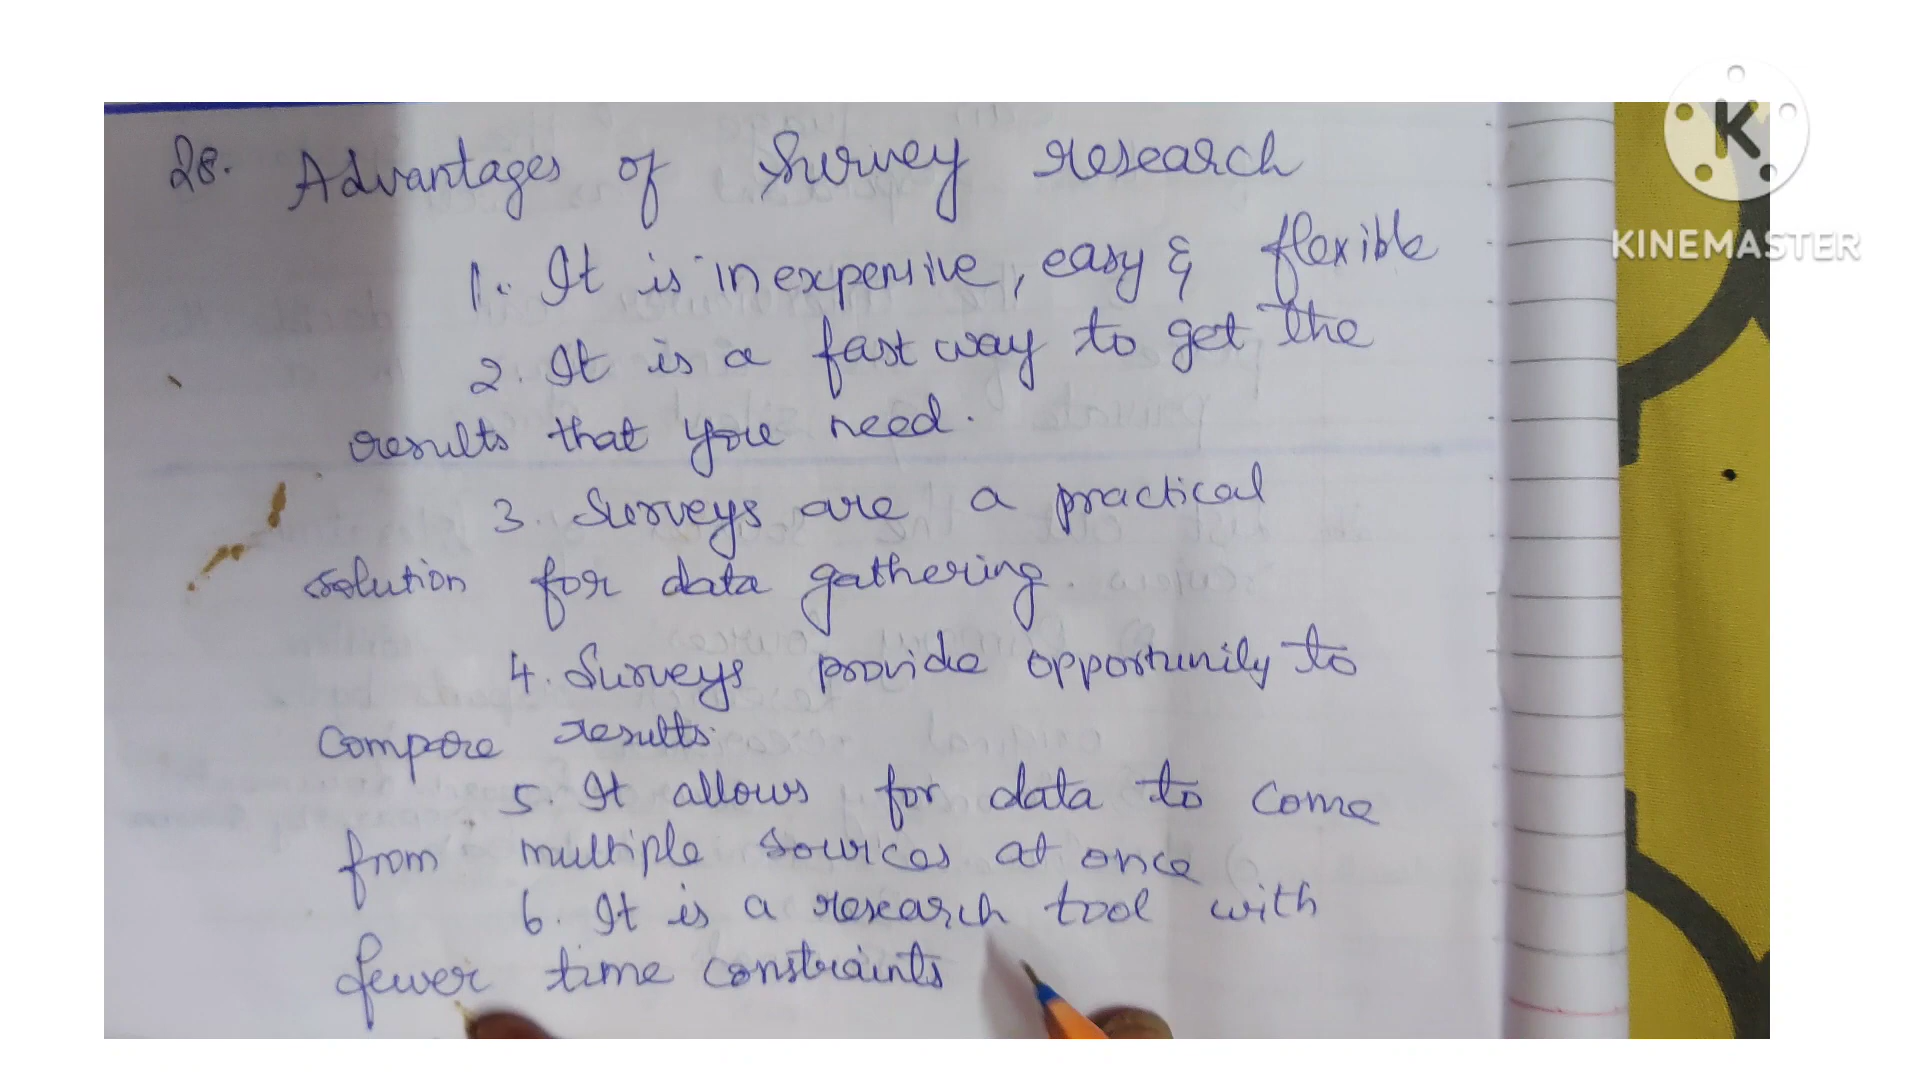 28. Advantages of Survey research
1. It is inexpensive, easy & flexible
2. It is a fast way to get the
results that you need.
3. Surveys are a practical
solution for data gathering
4. Surveys provide opportunity to
compare results.
5. It allows for data to come
from multiple sources at once
6. It is a research tool with
fewer time constraints
K
KINEMASTER